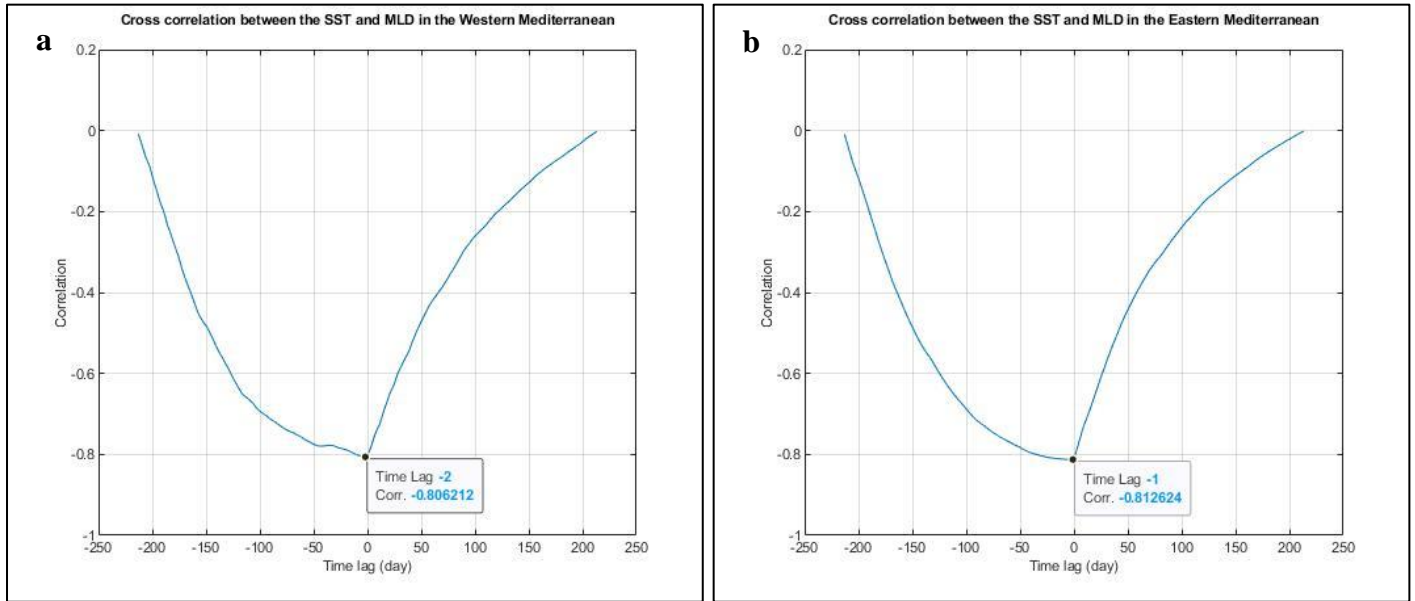 a
Cross correlation between the SST and MLD in the Western Mediterranean
0.2
0
-0.2
-0.4
-0.6
-0.8
-1
Correlation
Time Lag -2
Corr. -0.806212
-250 -200 -150 -100 -50 0 50 100 150 200 250
Time lag (day)
b
Cross correlation between the SST and MLD in the Eastern Mediterranean
0.2
0
-0.2
-0.4
-0.6
-0.8
-1
Correlation
Time Lag -1
Corr. -0.812624
-250 -200 -150 -100 -50 0 50 100 150 200 250
Time lag (day)